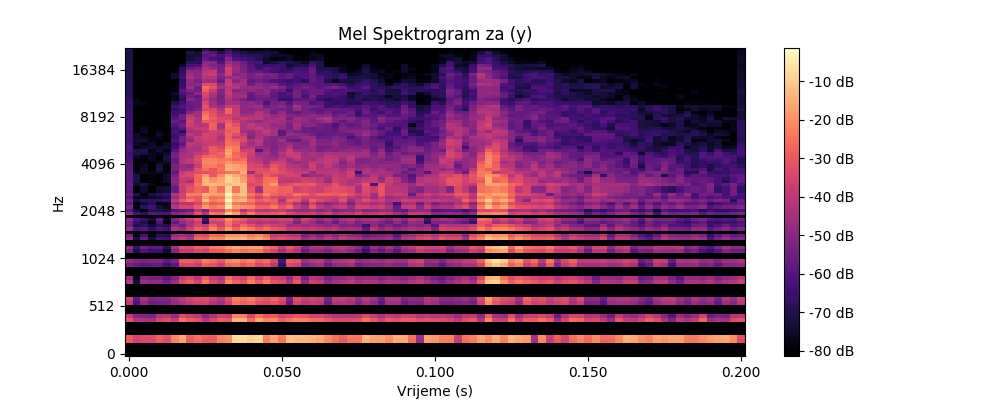 Mel Spektrogram za (y)
16384
8192
4096
2048
1024
512
0
Hz
0.000 0.050 0.100 0.150 0.200
Vrijeme (s)
-10 dB
-20 dB
-30 dB
-40 dB
-50 dB
-60 dB
-70 dB
-80 dB